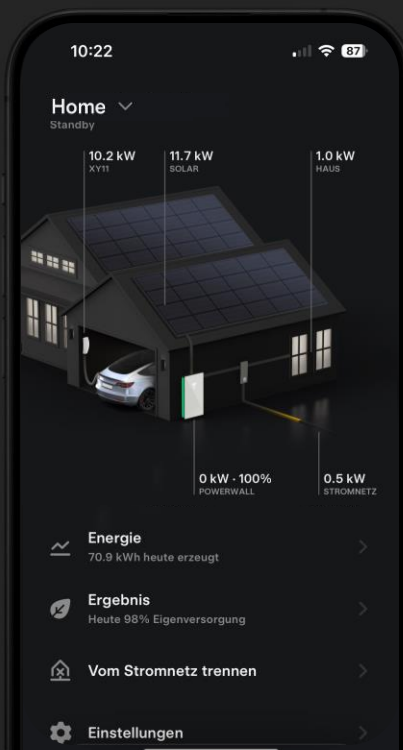 10:22
87
Home
Standby
10.2 kW
XY11
11.7 kW
SOLAR
1.0 kW
HAUS
0 kW · 100%
POWERWALL
0.5 kW
STROMNETZ
Energie
70.9 kWh heute erzeugt
Ergebnis
Heute 98% Eigenversorgung
Vom Stromnetz trennen
Einstellungen